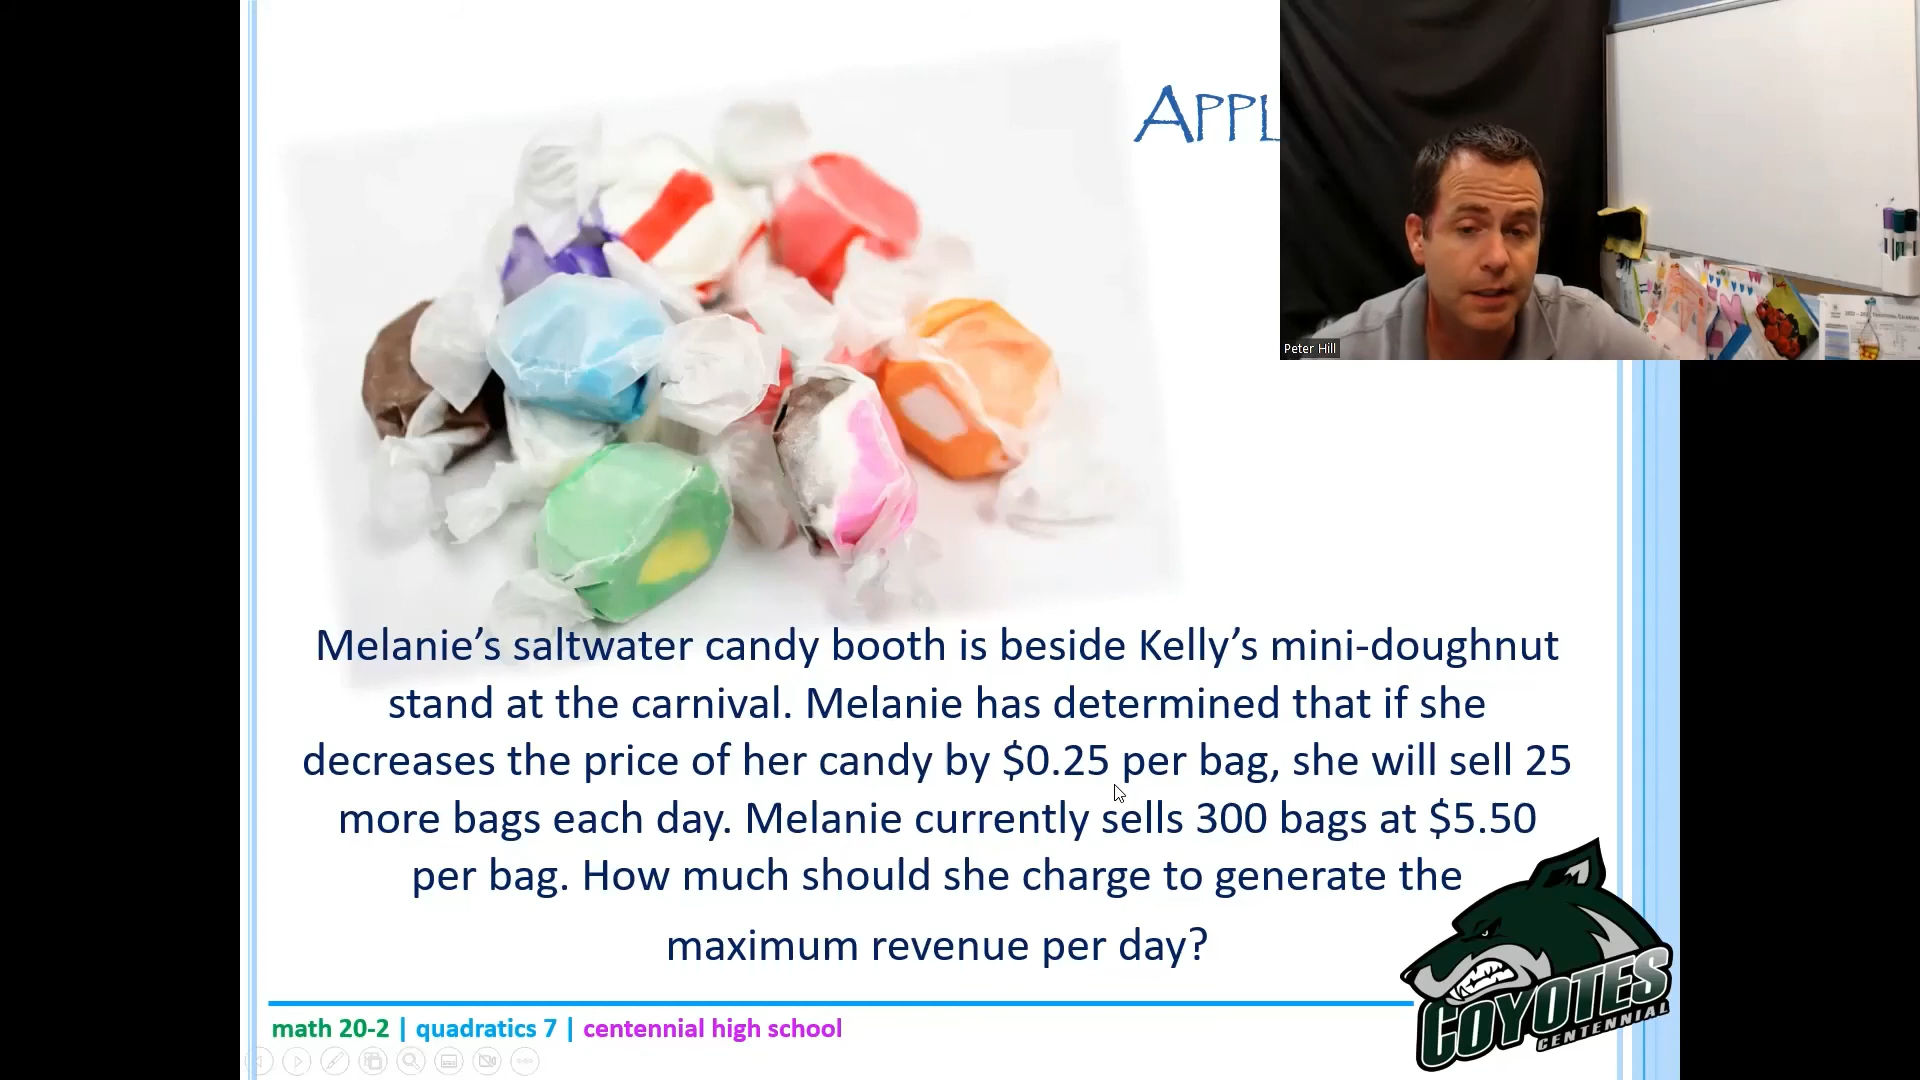 APPL
Peter Hill
Melanie’s saltwater candy booth is beside Kelly’s mini-doughnut
stand at the carnival. Melanie has determined that if she
decreases the price of her candy by $0.25 per bag, she will sell 25
more bags each day. Melanie currently sells 300 bags at $5.50
per bag. How much should she charge to generate the
maximum revenue per day?
COYOTES
CENTENNIAL
math 20-2 | quadratics 7 | centennial high school